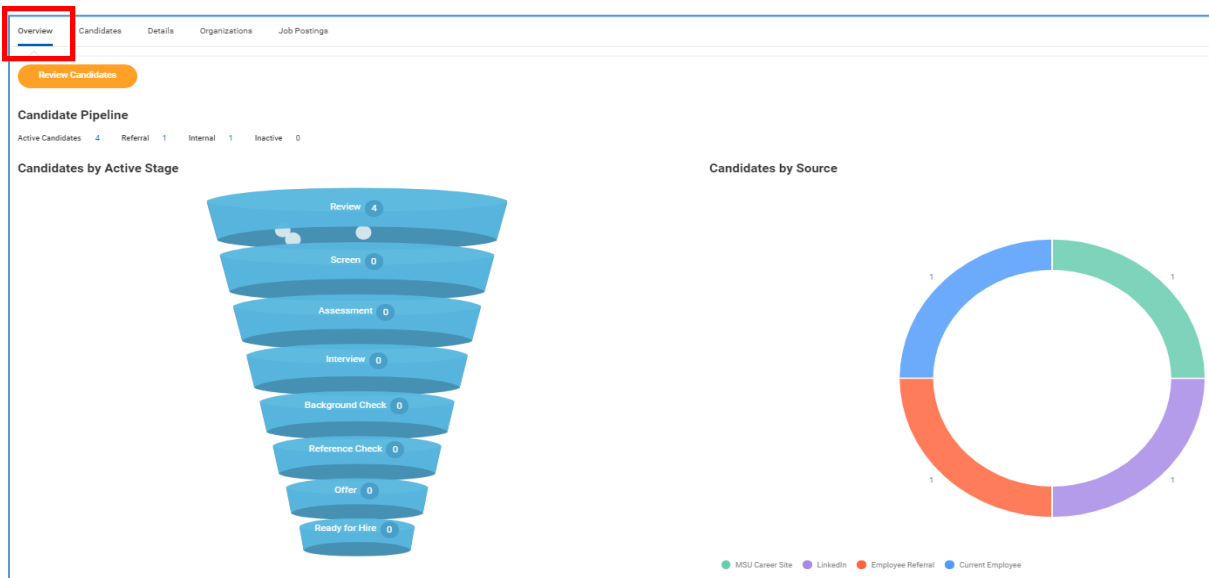 Overview Candidates Details Organizations Job Postings
Review Candidates
Candidate Pipeline
Active Candidates 4 Referral 1 Internal 1 Inactive 0
Candidates by Active Stage
Review 4
Screen 0
Assessment 0
Interview 0
Background Check 0
Reference Check 0
Offer 0
Ready for Hire 0
Candidates by Source
1 1
1 1
MSU Career Site LinkedIn Employee Referral Current Employee